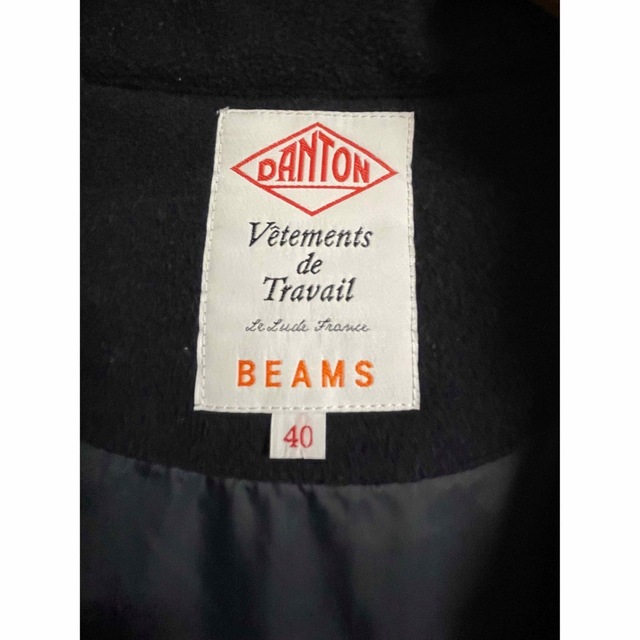 DANTON
Vêtements
de
Travail
Le Lude France
BEAMS
40